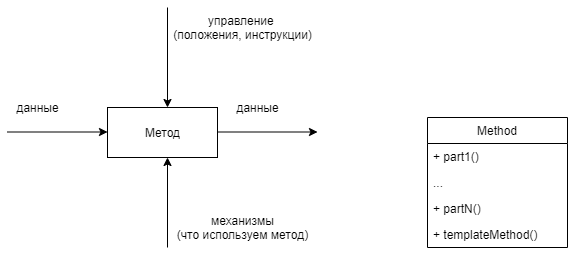 управление
(положения, инструкции)
данные
данные
Метод
механизмы
(что используем метод)
Method
+ part1()
...
+ partN()
+ templateMethod()